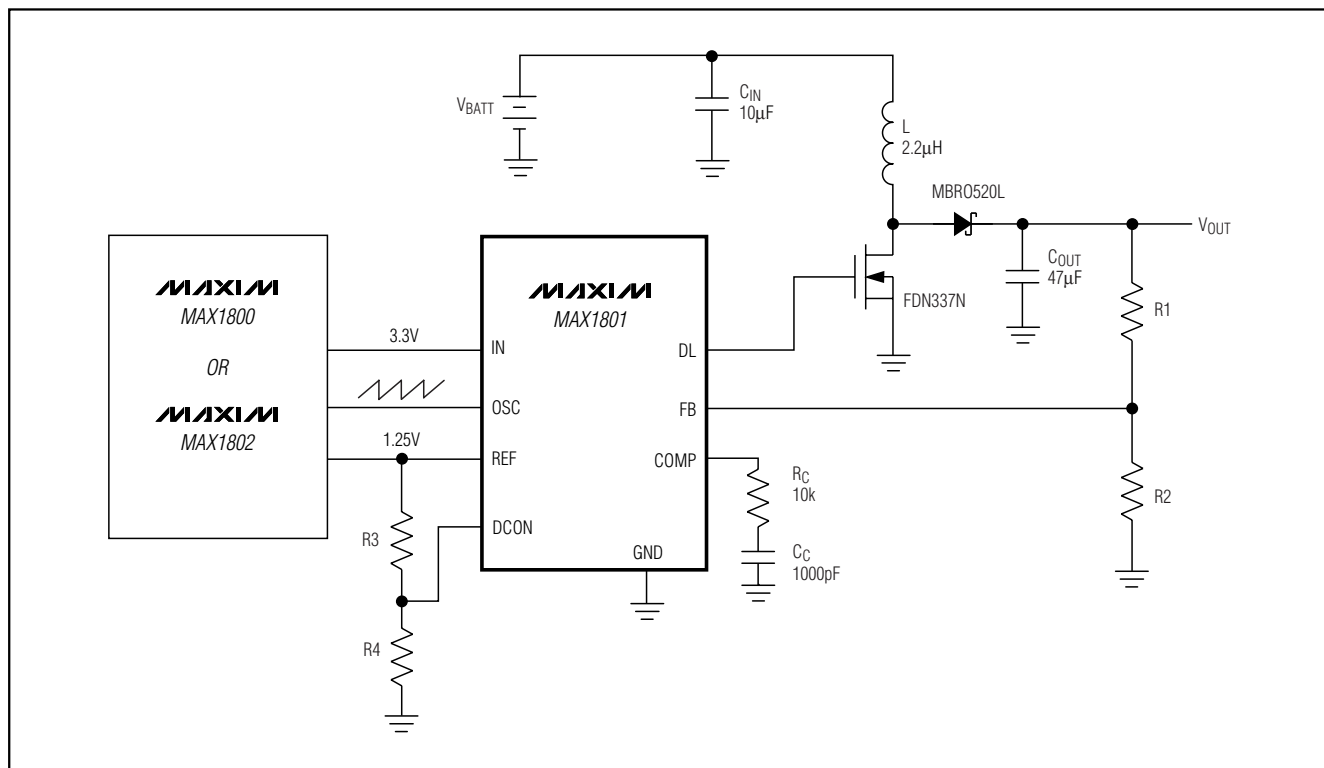 VBATT
CIN
10µF
L
2.2µH
MBRO520L
VOUT
COUT
47µF
FDN337N
R1
R2
MAXIM
MAX1800
OR
MAXIM
MAX1802
3.3V
1.25V
R3
R4
MAXIM
MAX1801
IN
OSC
REF
DCON
GND
DL
FB
COMP
RC
10k
CC
1000pF